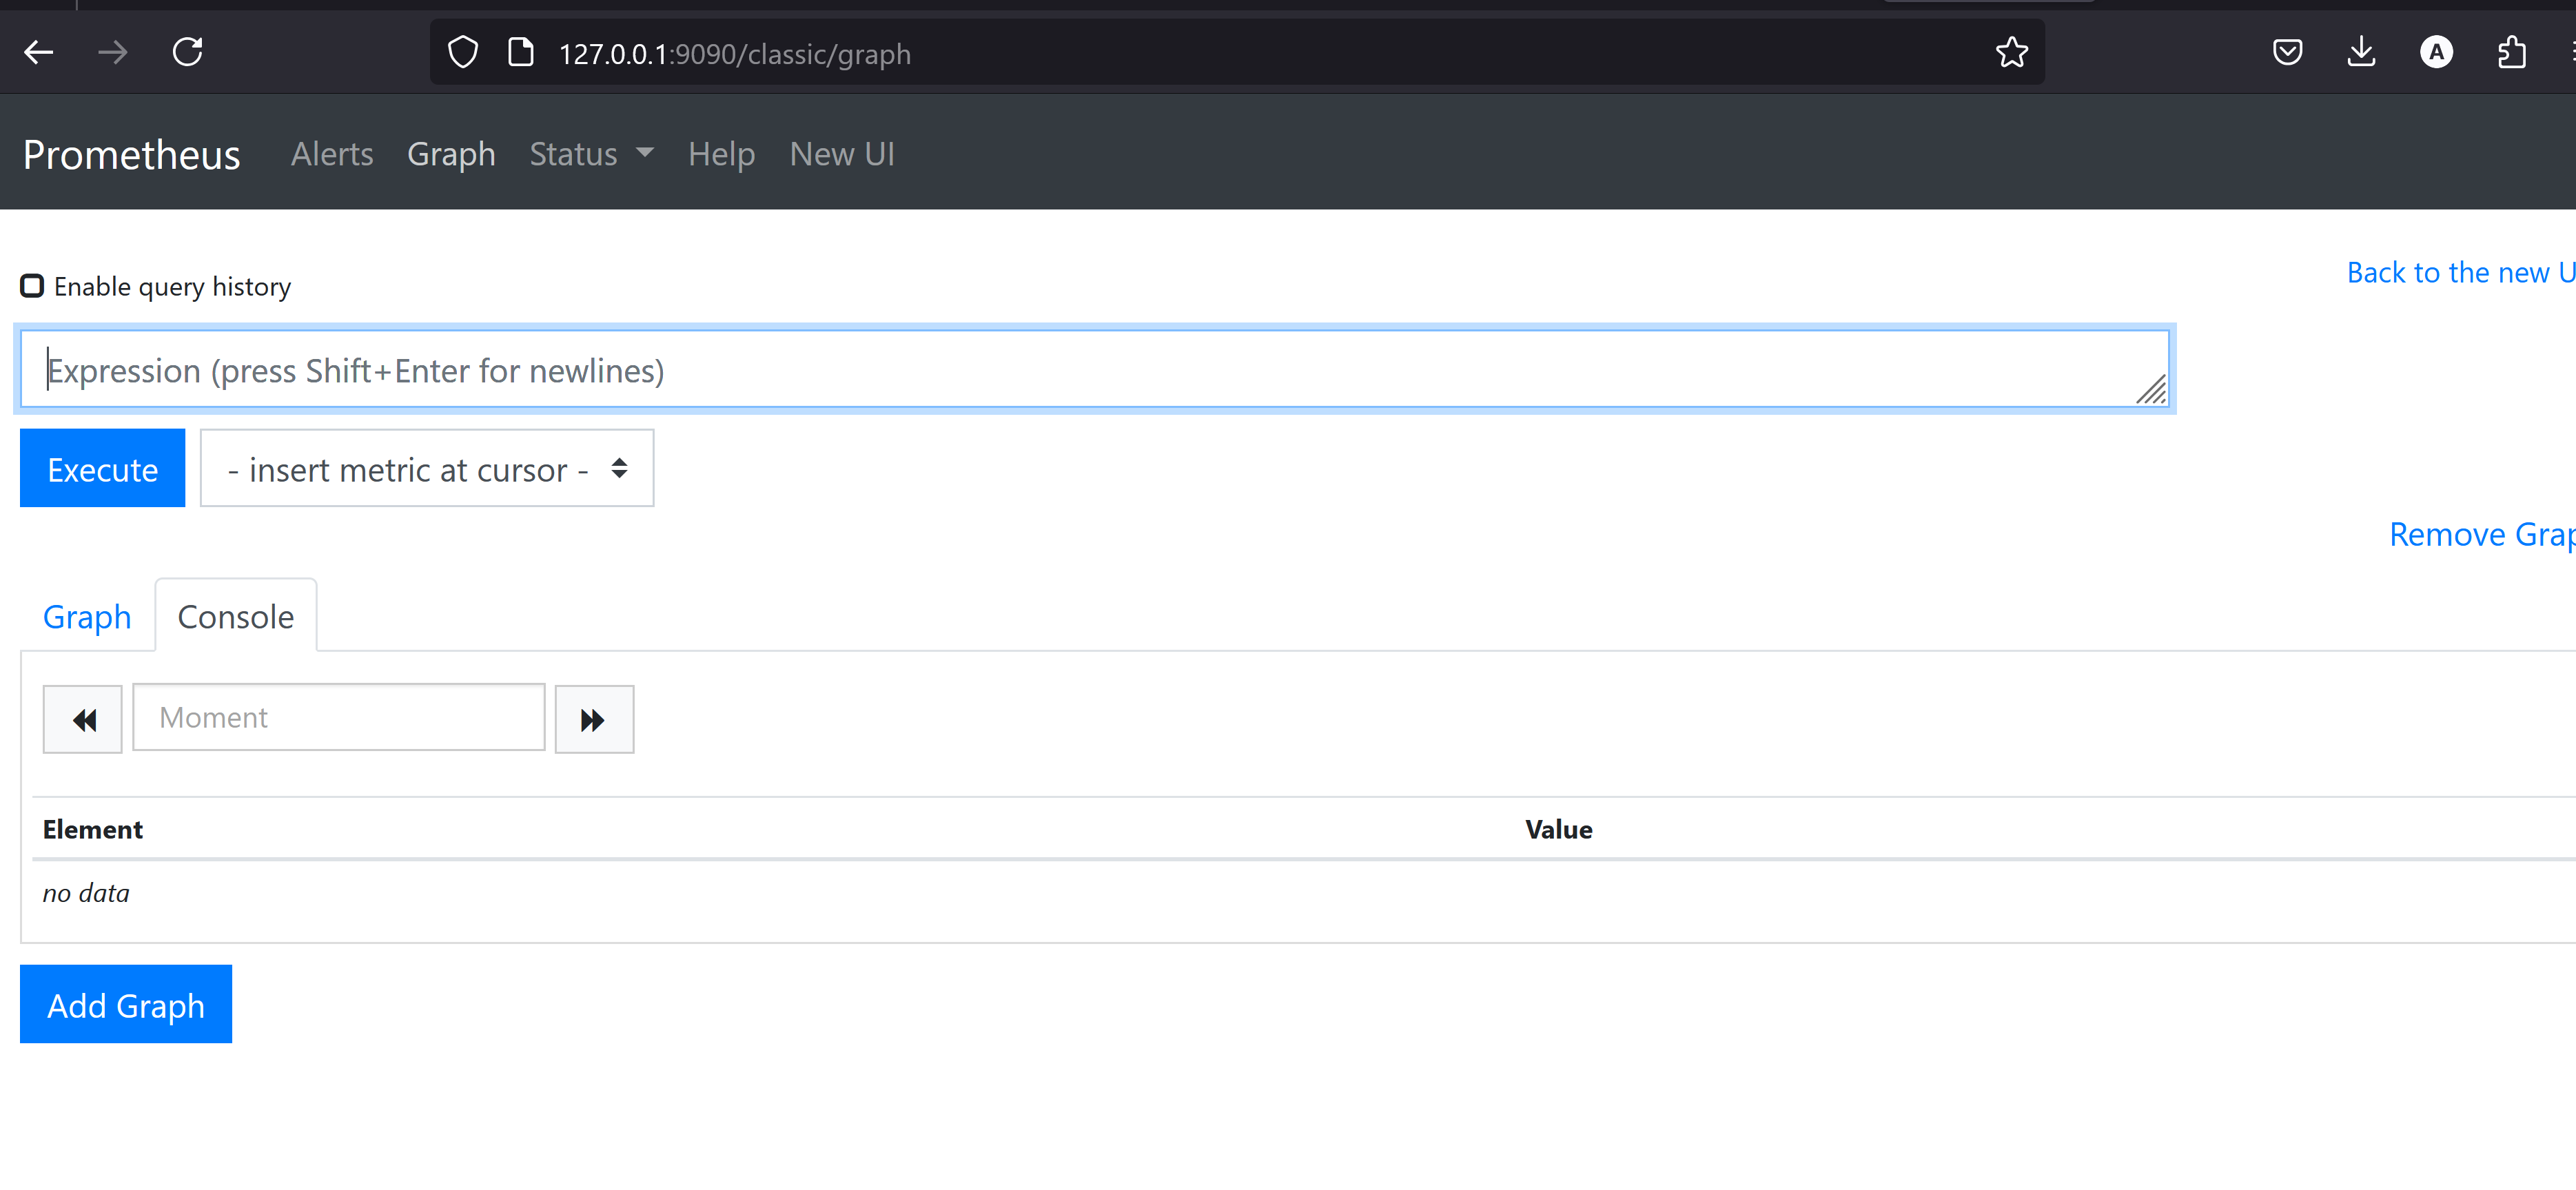 127.0.0.1:9090/classic/graph
A
Prometheus Alerts Graph Status Help New UI
Enable query history
Back to the new U
Expression (press Shift+Enter for newlines)
Execute - insert metric at cursor -
Remove Grap
Graph Console
Moment
Element Value
no data
Add Graph